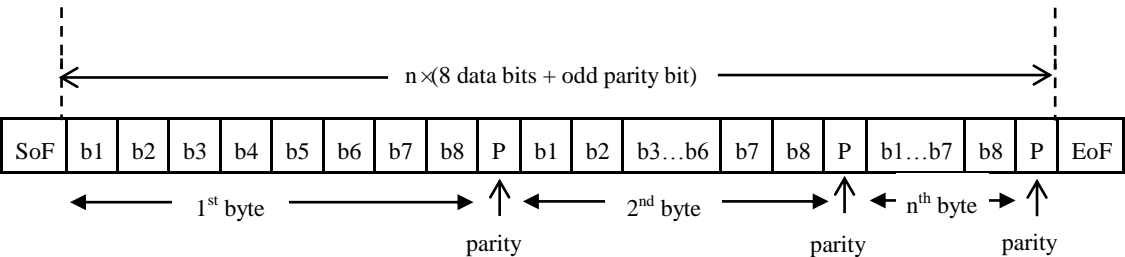 n×(8 data bits + odd parity bit)
SoF b1 b2 b3 b4 b5 b6 b7 b8 P b1 b2 b3…b6 b7 b8 P b1…b7 b8 P EoF
1st byte 2nd byte nth byte
parity parity parity